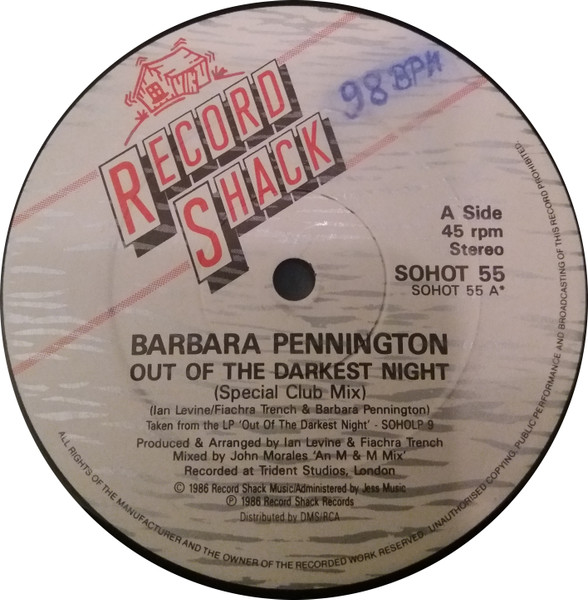 RECORD
SHACK
98 BPM
A Side
45 rpm
Stereo
SOHOT 55
SOHOT 55 A*
BARBARA PENNINGTON
OUT OF THE DARKEST NIGHT
(Special Club Mix)
(Ian Levine/Fiachra Trench & Barbara Pennington)
Taken from the LP 'Out Of The Darkest Night' - SOHOLP 9
Produced & Arranged by Ian Levine & Fiachra Trench
Mixed by John Morales 'An M & M Mix'
Recorded at Trident Studios, London
© 1986 Record Shack Music/Administered by Jess Music
℗ 1986 Record Shack Records
Distributed by DMS/RCA
ALL RIGHTS OF THE MANUFACTURER AND THE OWNER OF THE RECORDED WORK RESERVED. UNAUTHORISED COPYING, PUBLIC PERFORMANCE AND BROADCASTING OF THIS RECORD PROHIBITED.